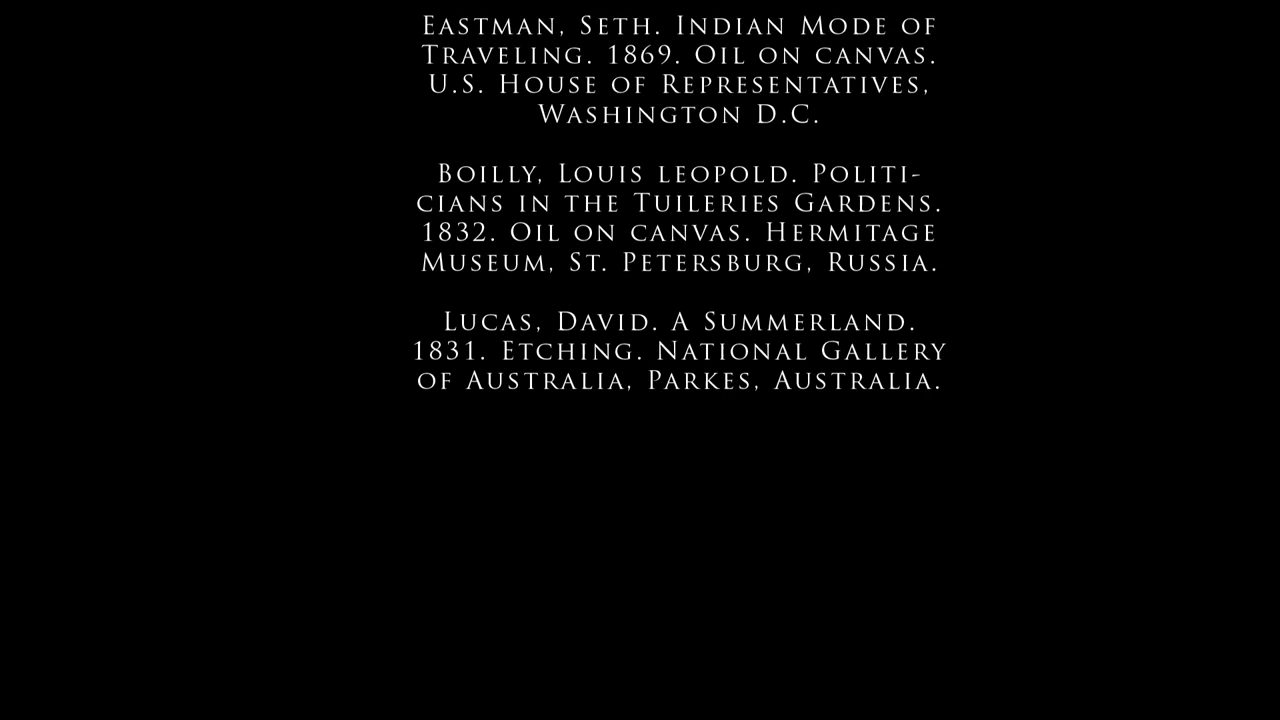 Eastman, Seth. Indian Mode of
Traveling. 1869. Oil on canvas.
U.S. House of Representatives,
Washington D.C.
Boilly, Louis leopold. Politi-
cians in the Tuileries Gardens.
1832. Oil on canvas. Hermitage
Museum, St. Petersburg, Russia.
Lucas, David. A Summerland.
1831. Etching. National Gallery
of Australia, Parkes, Australia.